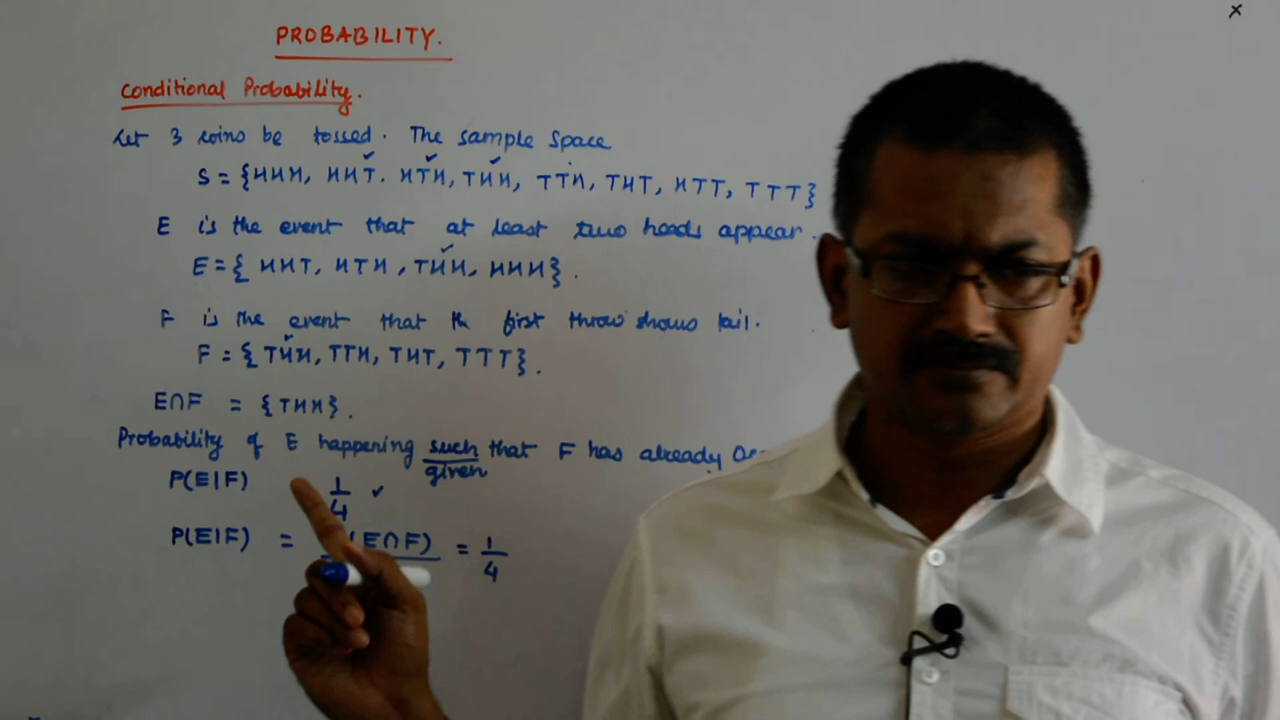 PROBABILITY.
Conditional Probability.
Let 3 coins be tossed. The Sample Space
S = {HHH, HHT. HTH, THH, TTH, THT, HTT, TTT}
E is the event that at least two heads appear.
E = { HHT, HTH, THH, HHH}.
F is the event that the first throw shows tail.
F = { THH, TTH, THT, TTT}.
E∩F = {THH}.
Probability of E happening such that F has already
given
P(E|F) 1/4 ✓
P(E|F) = (E∩F) = 1/4